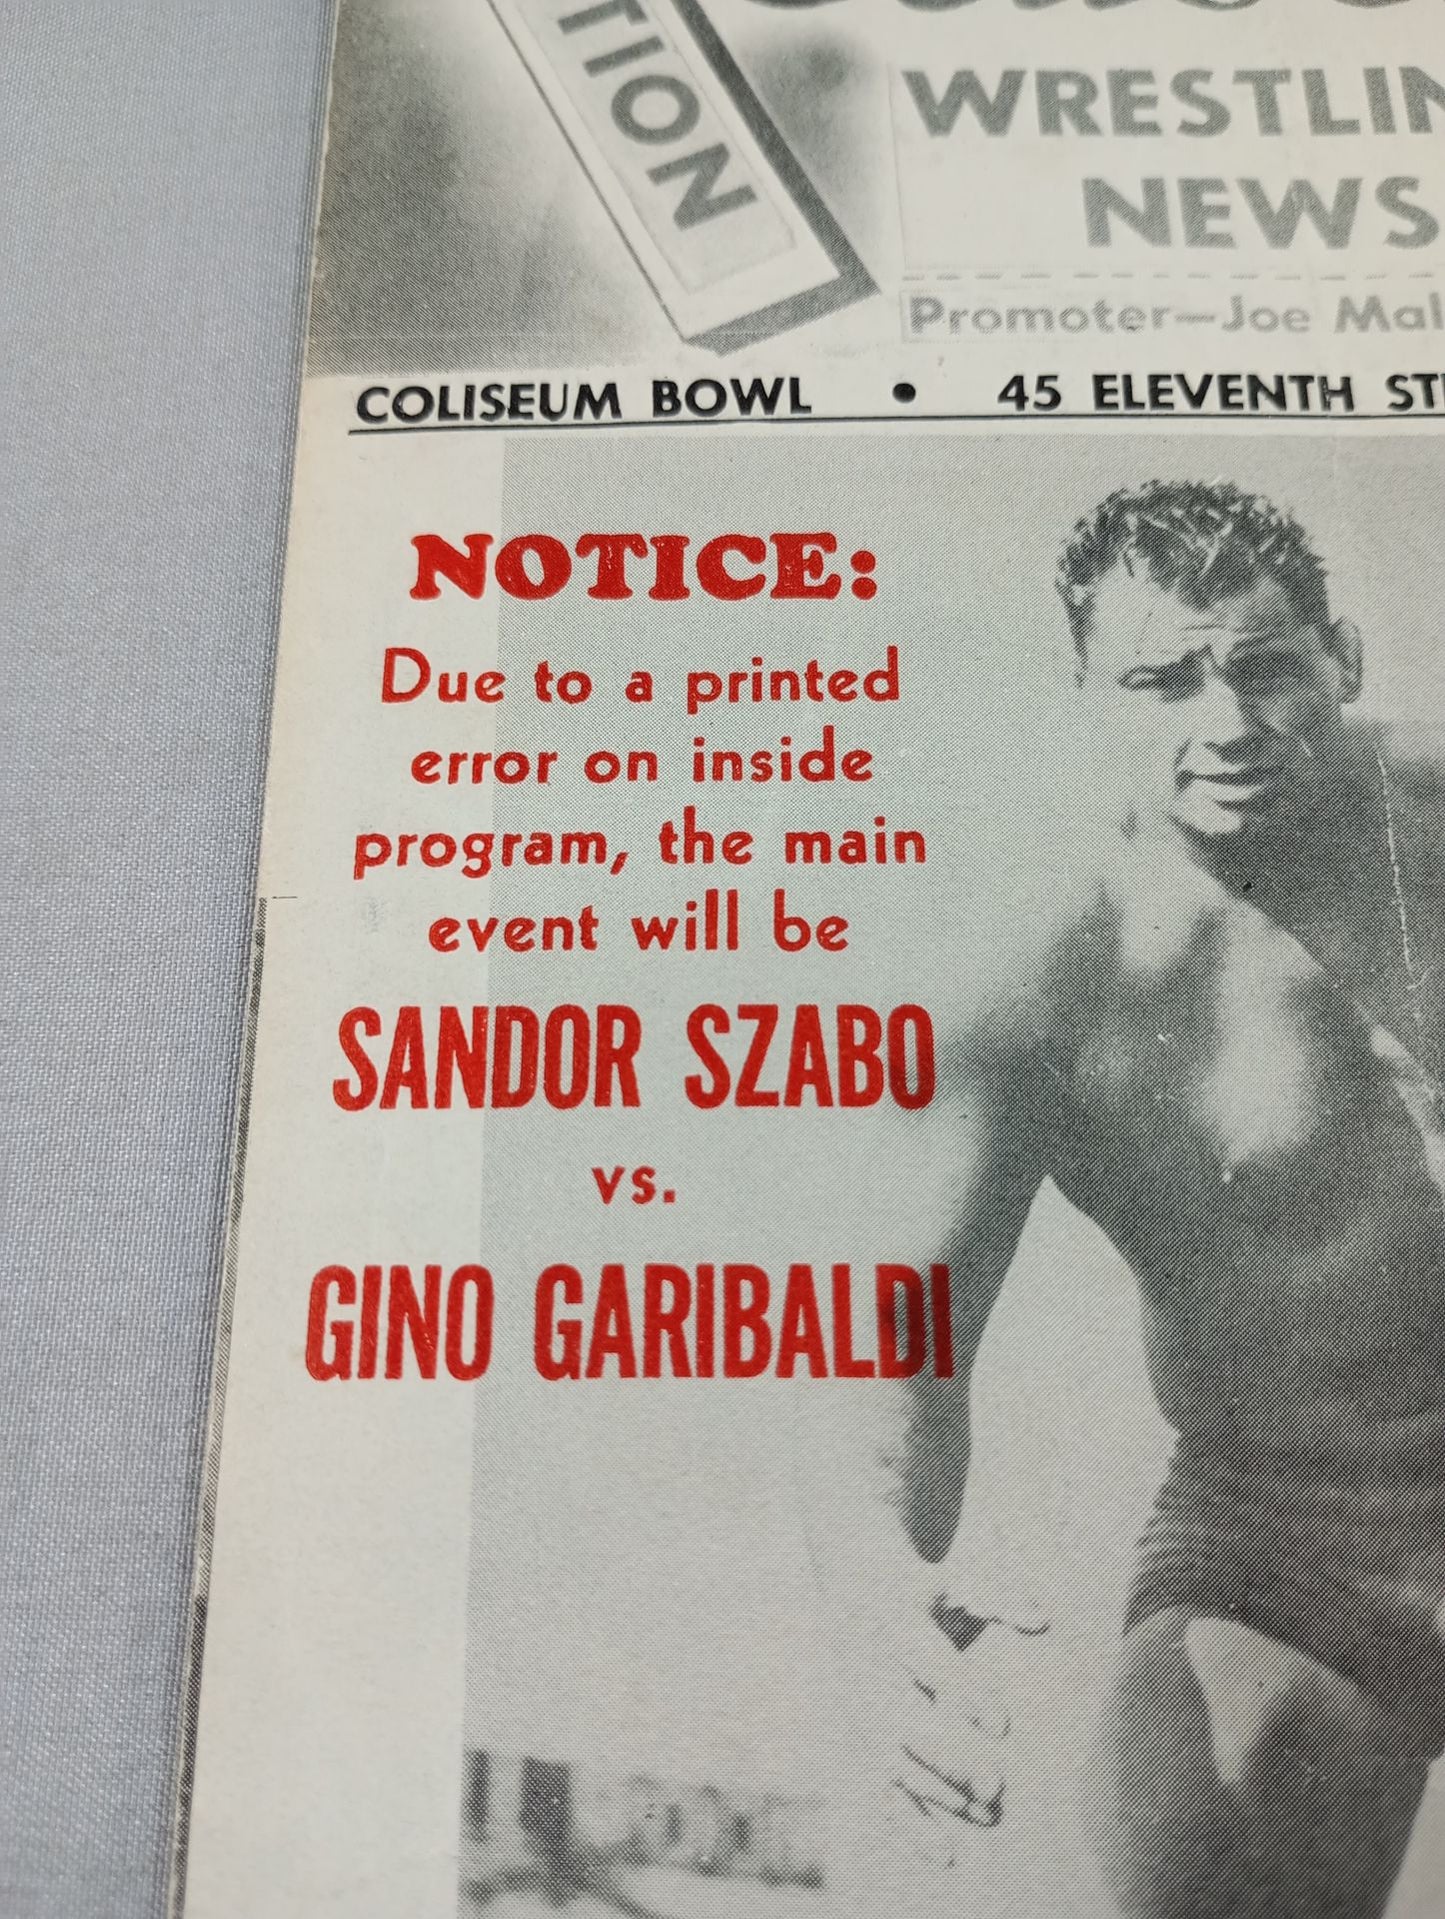 TION
WRESTLIN
NEWS
Promoter—Joe Mal
COLISEUM BOWL • 45 ELEVENTH ST
NOTICE:
Due to a printed
error on inside
program, the main
event will be
SANDOR SZABO
vs.
GINO GARIBALDI